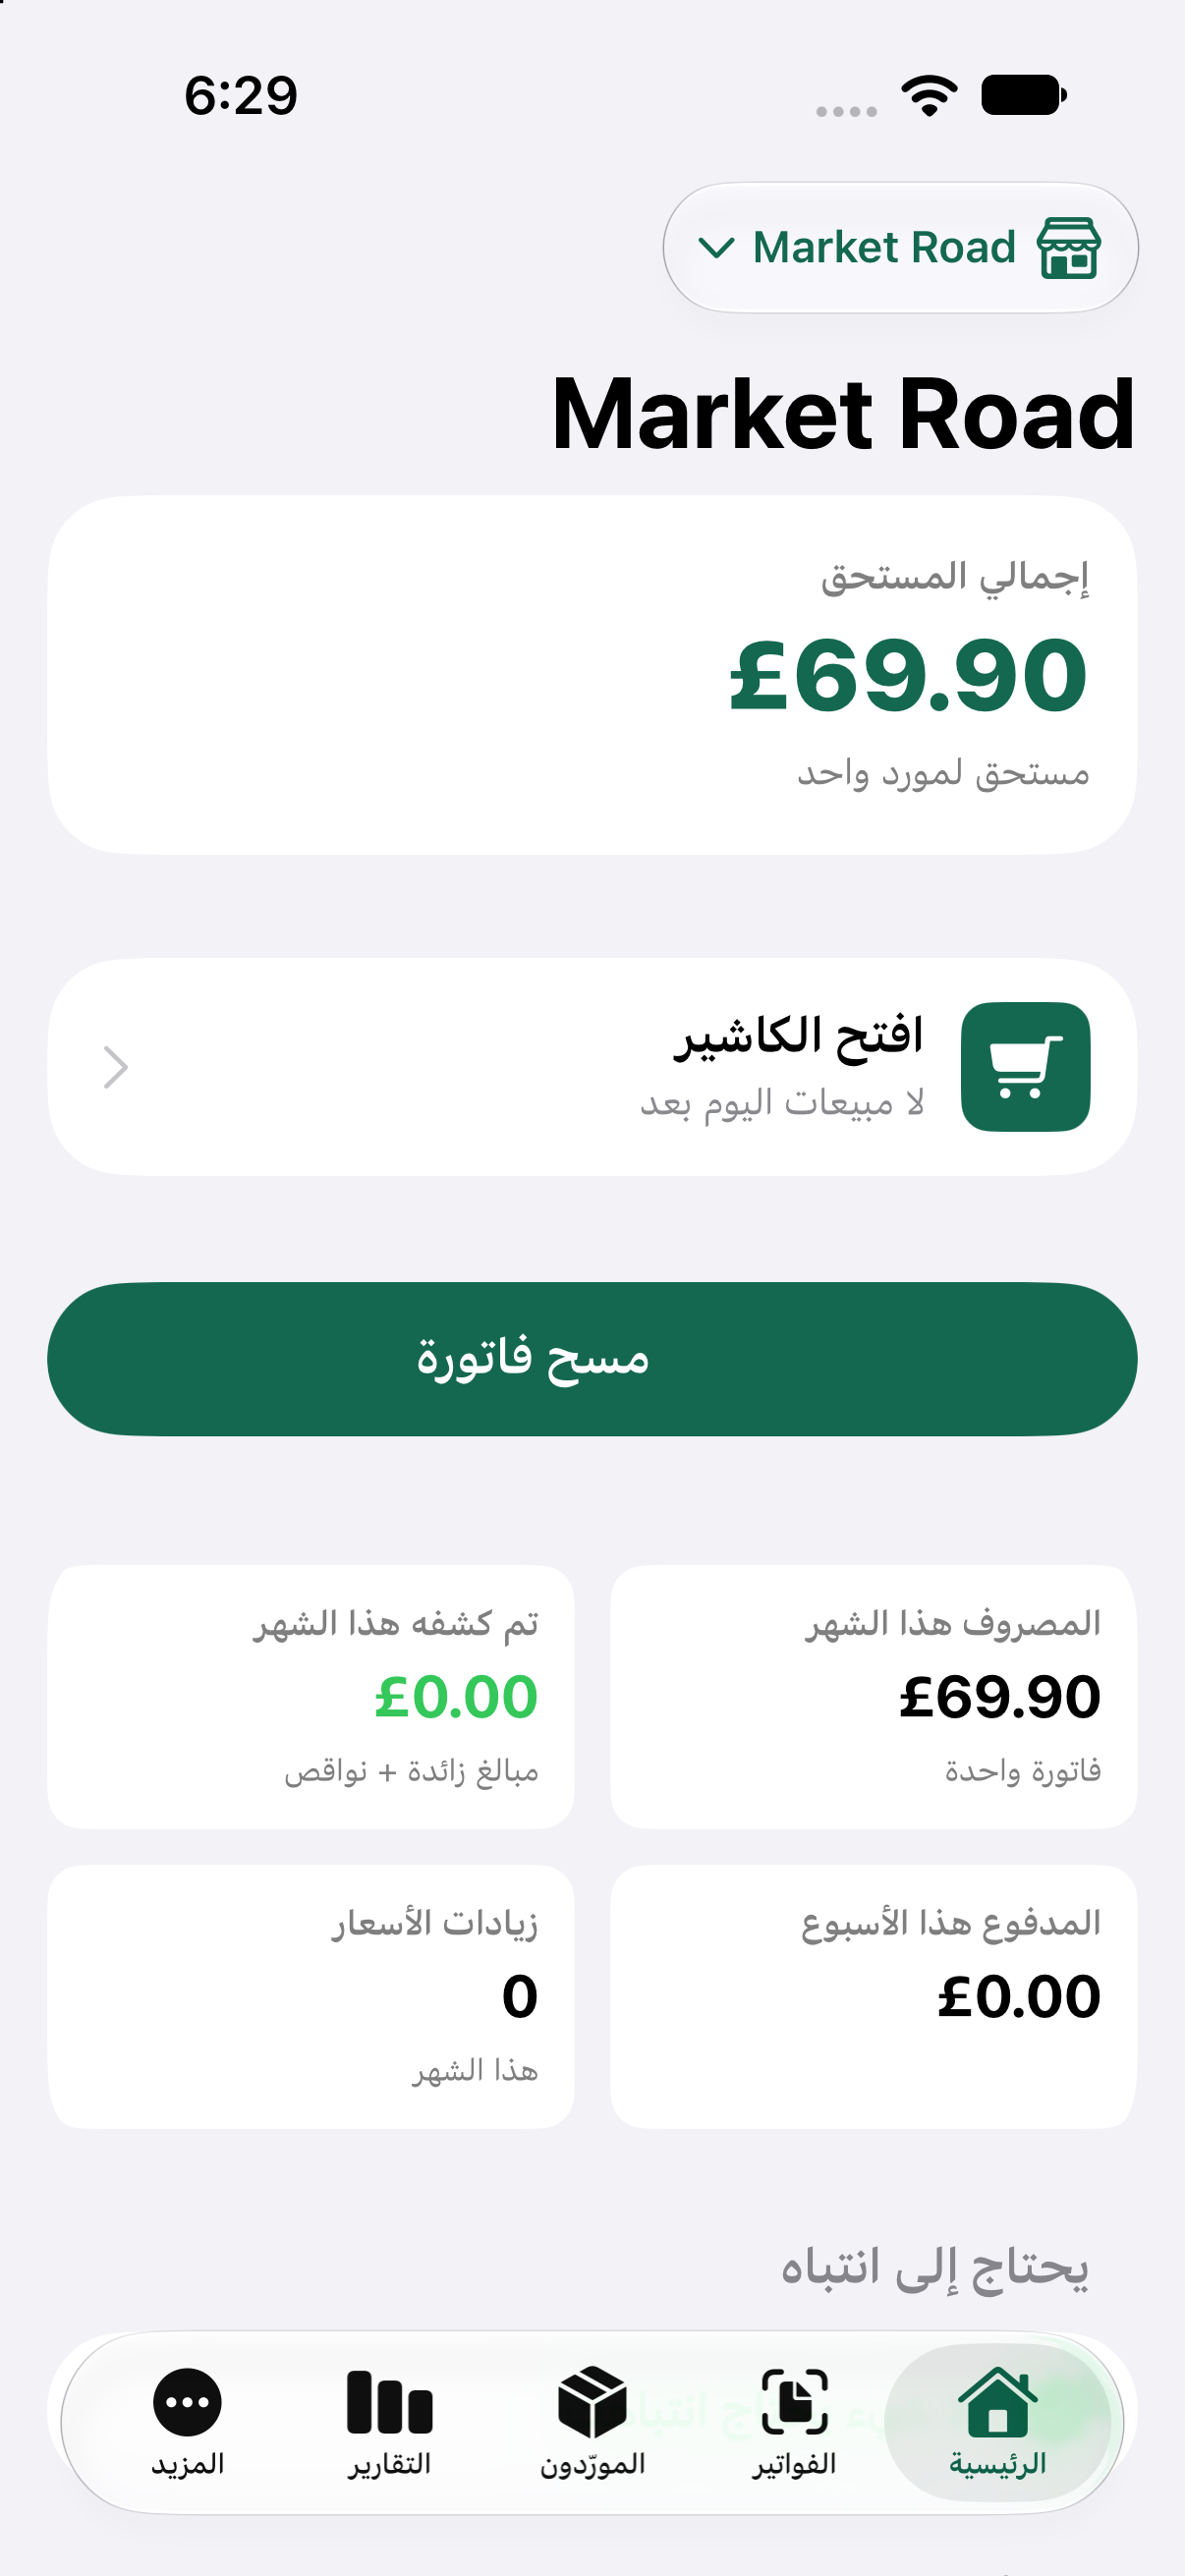 6:29
Market Road
Market Road
إجمالي المستحق
£69.90
مستحق لمورد واحد
افتح الكاشير
لا مبيعات اليوم بعد
مسح فاتورة
المصروف هذا الشهر
£69.90
فاتورة واحدة
تم كشفه هذا الشهر
£0.00
مبالغ زائدة + نواقص
المدفوع هذا الأسبوع
£0.00
زيادات الأسعار
0
هذا الشهر
يحتاج إلى انتباه
الرئيسية
الفواتير
المورّدون
التقارير
المزيد